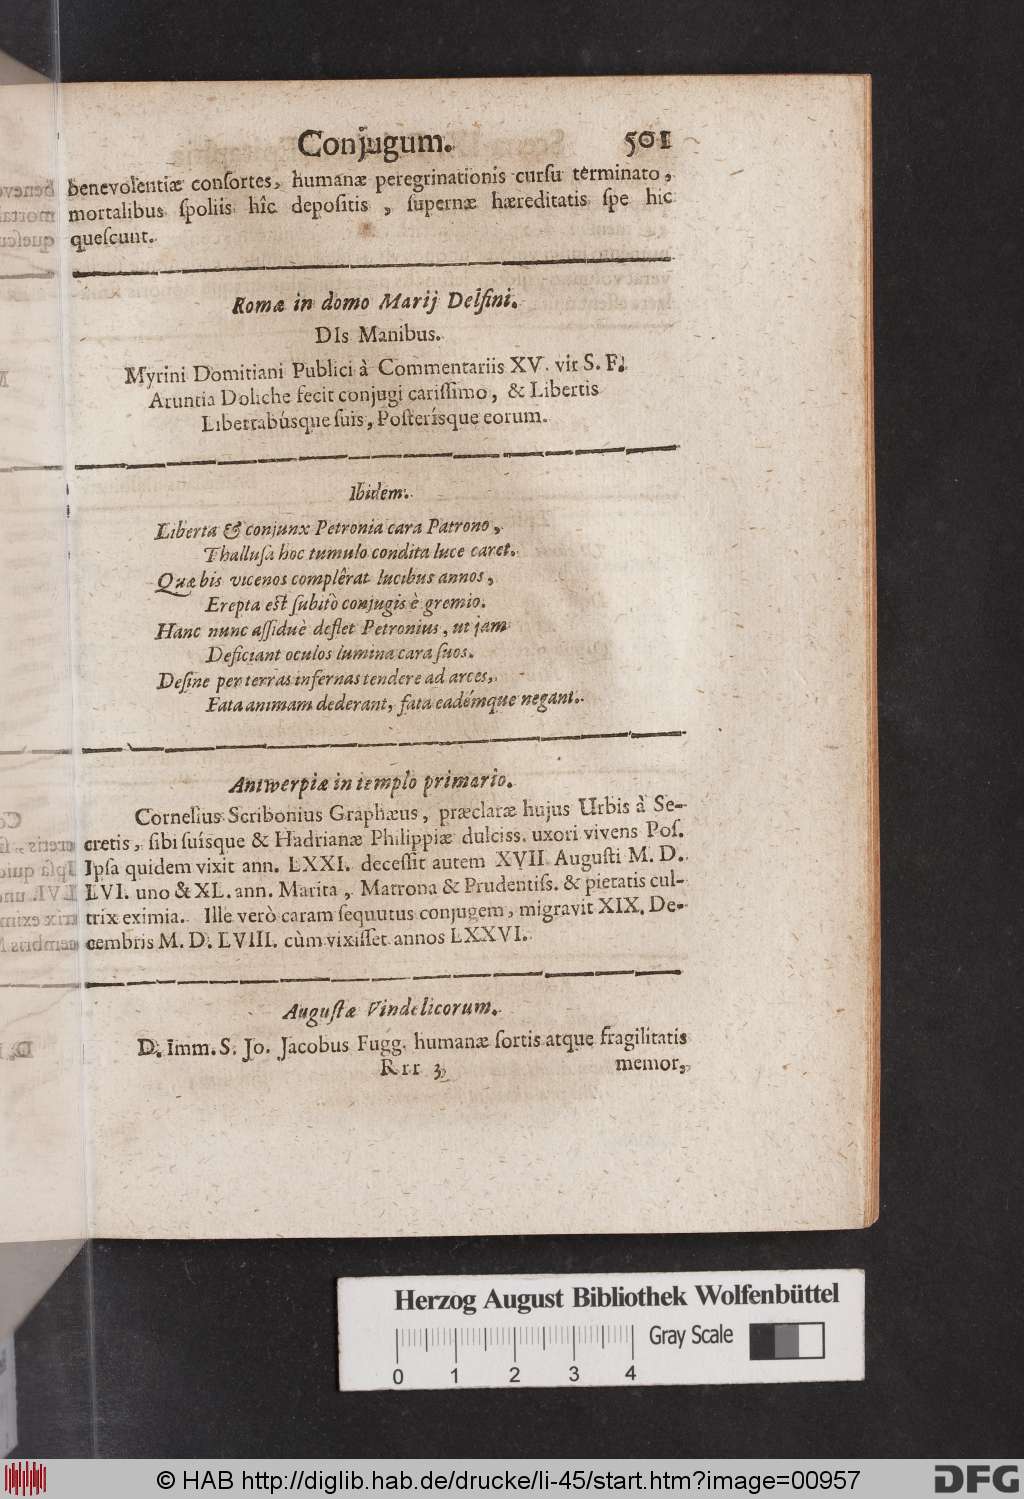 Conjugum. 501
benevolentiæ consortes, humanæ peregrinationis cursu terminato,
mortalibus spoliis hîc depositis, supernæ hæreditatis spe hic
quescunt.
Romæ in domo Marij Delfini.
DIs Manibus.
Myrini Domitiani Publici à Commentariis XV. vir S. F.
Aruntia Doliche fecit conjugi carissimo, & Libertis
Libertabúsque suis, Posterísque eorum.
Ibidem.
Liberta & conjunx Petronia cara Patrono,
Thallusa hoc tumulo condita luce caret.
Quæ bis vicenos complêrat lucibus annos,
Erepta est subitò conjugis è gremio.
Hanc nunc assiduè deflet Petronius, ut jam
Deficiant oculos lumina cara suos.
Desine per terras infernas tendere ad arces,
Fata animam dederant, fata eadémque negant.
Antwerpiæ in templo primario.
Cornelius Scribonius Graphæus, præclaræ hujus Urbis à Se-
cretis, sibi suísque & Hadrianæ Philippiæ dulciss. uxori vivens Pos.
Ipsa quidem vixit ann. LXXI. decessit autem XVII. Augusti M. D.
LVI. uno & XL. ann. Marita, Matrona & Prudentiss. & pietatis cul-
trix eximia. Ille verò caram sequutus conjugem, migravit XIX. De-
cembris M. D. LVIII. cùm vixisset annos LXXVI.
Augustæ Vindelicorum.
D. Imm. S. Jo. Jacobus Fugg. humanæ sortis atque fragilitatis
Rrr 3 memor,
Herzog August Bibliothek Wolfenbüttel
Gray Scale
0 1 2 3 4
© HAB http://diglib.hab.de/drucke/li-45/start.htm?image=00957
DFG